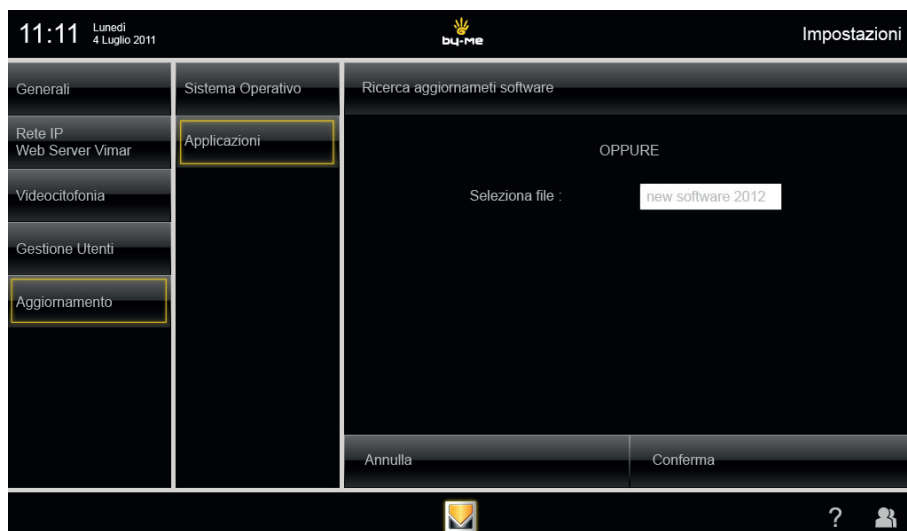 11:11
Lunedi
4 Luglio 2011
by-me
Impostazioni
Generali
Sistema Operativo
Ricerca aggiornameti software
Rete IP
Web Server Vimar
Applicazioni
OPPURE
Videocitofonia
Seleziona file :
new software 2012
Gestione Utenti
Aggiornamento
Annulla
Conferma
?